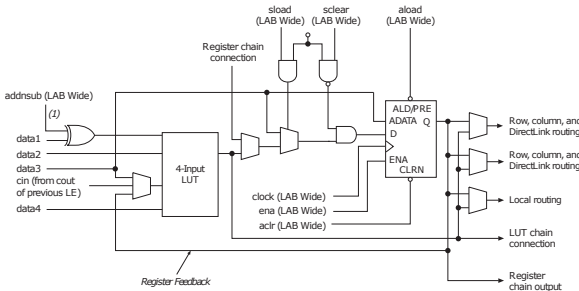 sload
(LAB Wide)
sclear
(LAB Wide)
aload
(LAB Wide)
Register chain
connection
addnsub (LAB Wide)
(1)
data1
data2
data3
cin (from cout
of previous LE)
data4
4-Input
LUT
ALD/PRE
ADATA Q
D
ENA
CLRN
clock (LAB Wide)
ena (LAB Wide)
aclr (LAB Wide)
Row, column, and
DirectLink routing
Row, column, and
DirectLink routing
Local routing
LUT chain
connection
Register
chain output
Register Feedback